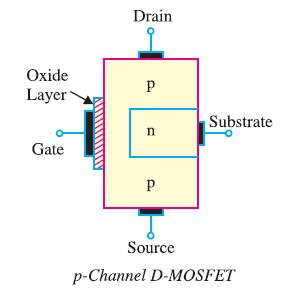 Drain
Oxide
Layer
p
n
Substrate
Gate
p
Source
p-Channel D-MOSFET